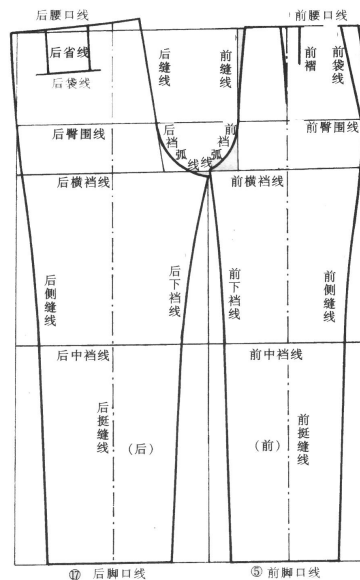 后腰口线
前腰口线
后省线
后袋线
后缝线
前缝线
前褶
前袋线
后臀围线
后裆弧线
前裆弧线
前臀围线
后横裆线
前横裆线
后侧缝线
后下裆线
前下裆线
前侧缝线
后中裆线
前中裆线
后挺缝线
(后)
(前)
前挺缝线
⑰ 后脚口线
⑤ 前脚口线